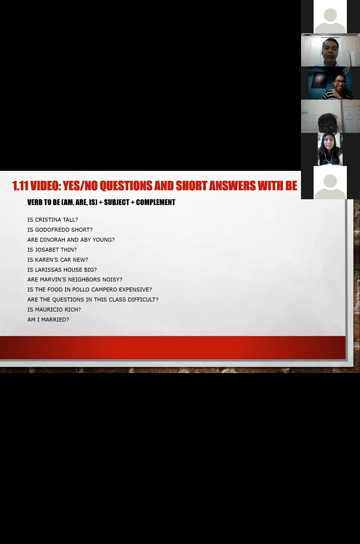 1.11 VIDEO: YES/NO QUESTIONS AND SHORT ANSWERS WITH BE
VERB TO BE (AM, ARE, IS) + SUBJECT + COMPLEMENT
IS CRISTINA TALL?
IS GODOFREDO SHORT?
ARE DINORAH AND ABY YOUNG?
IS JOSABET THIN?
IS KAREN'S CAR NEW?
IS LARISSAS HOUSE BIG?
ARE MARVIN'S NEIGHBORS NOISY?
IS THE FOOD IN POLLO CAMPERO EXPENSIVE?
ARE THE QUESTIONS IN THIS CLASS DIFFICULT?
IS MAURICIO RICH?
AM I MARRIED?